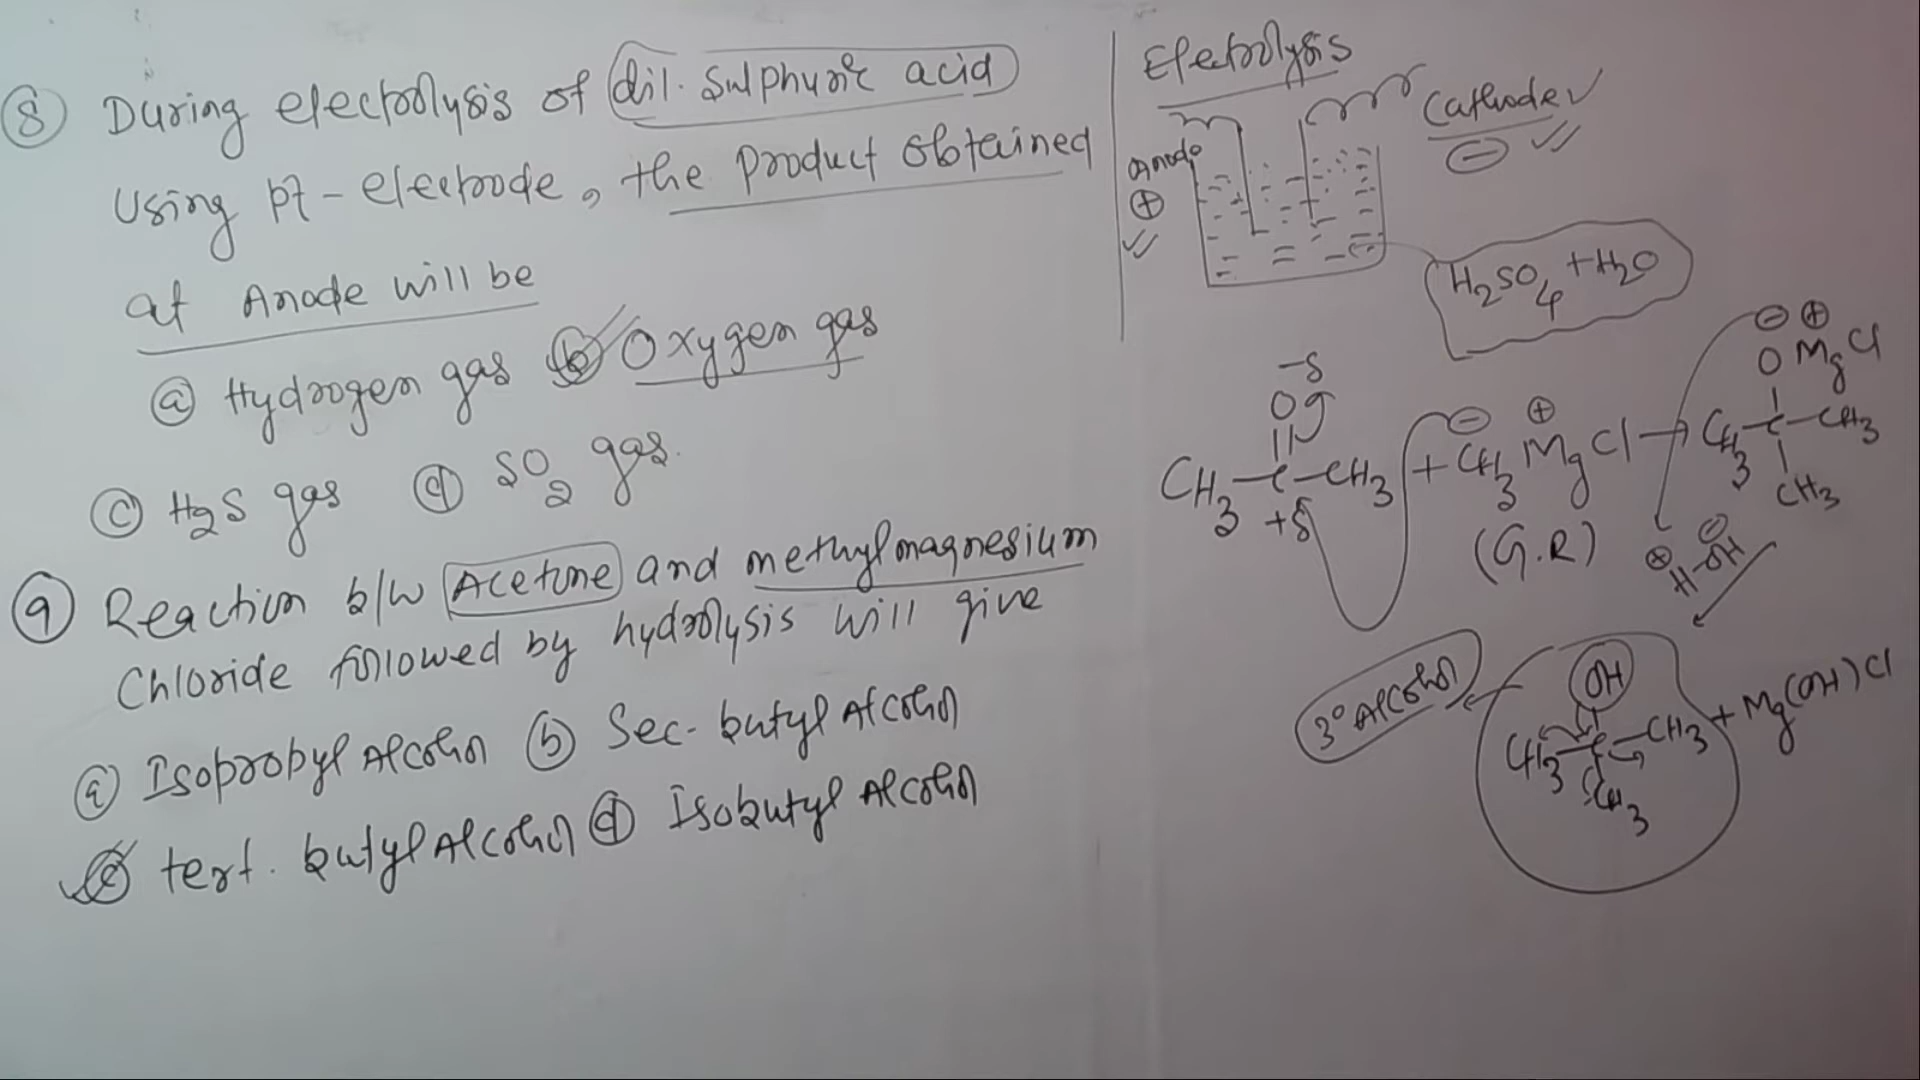 ⑧ During electrolysis of dil. Sulphuric acid
Using pt - electrode, the product obtained
at Anode will be
ⓐ Hydrogen gas ⓑ Oxygen gas
ⓒ H2S gas ⓓ SO2 gas.
⑨ Reaction b/w Acetone and methylmagnesium
Chloride followed by hydrolysis will give
ⓐ Isopropyl Alcohol ⓑ Sec- butyl Alcohol
ⓒ tert. butyl Alcohol ⓓ Isobutyl Alcohol
Electrolysis
Cathode
⊖
Anode
⊕
H2SO4 + H2O
-δ
O
CH3-C-CH3 + CH3 MgCl → CH3-C-CH3
+δ
⊖ ⊕
⊖ ⊕
O MgCl
CH3
(G.R)
⊕ ⊖
H-OH
3° Alcohol
OH
CH3-C-CH3 + Mg(OH)Cl
CH3